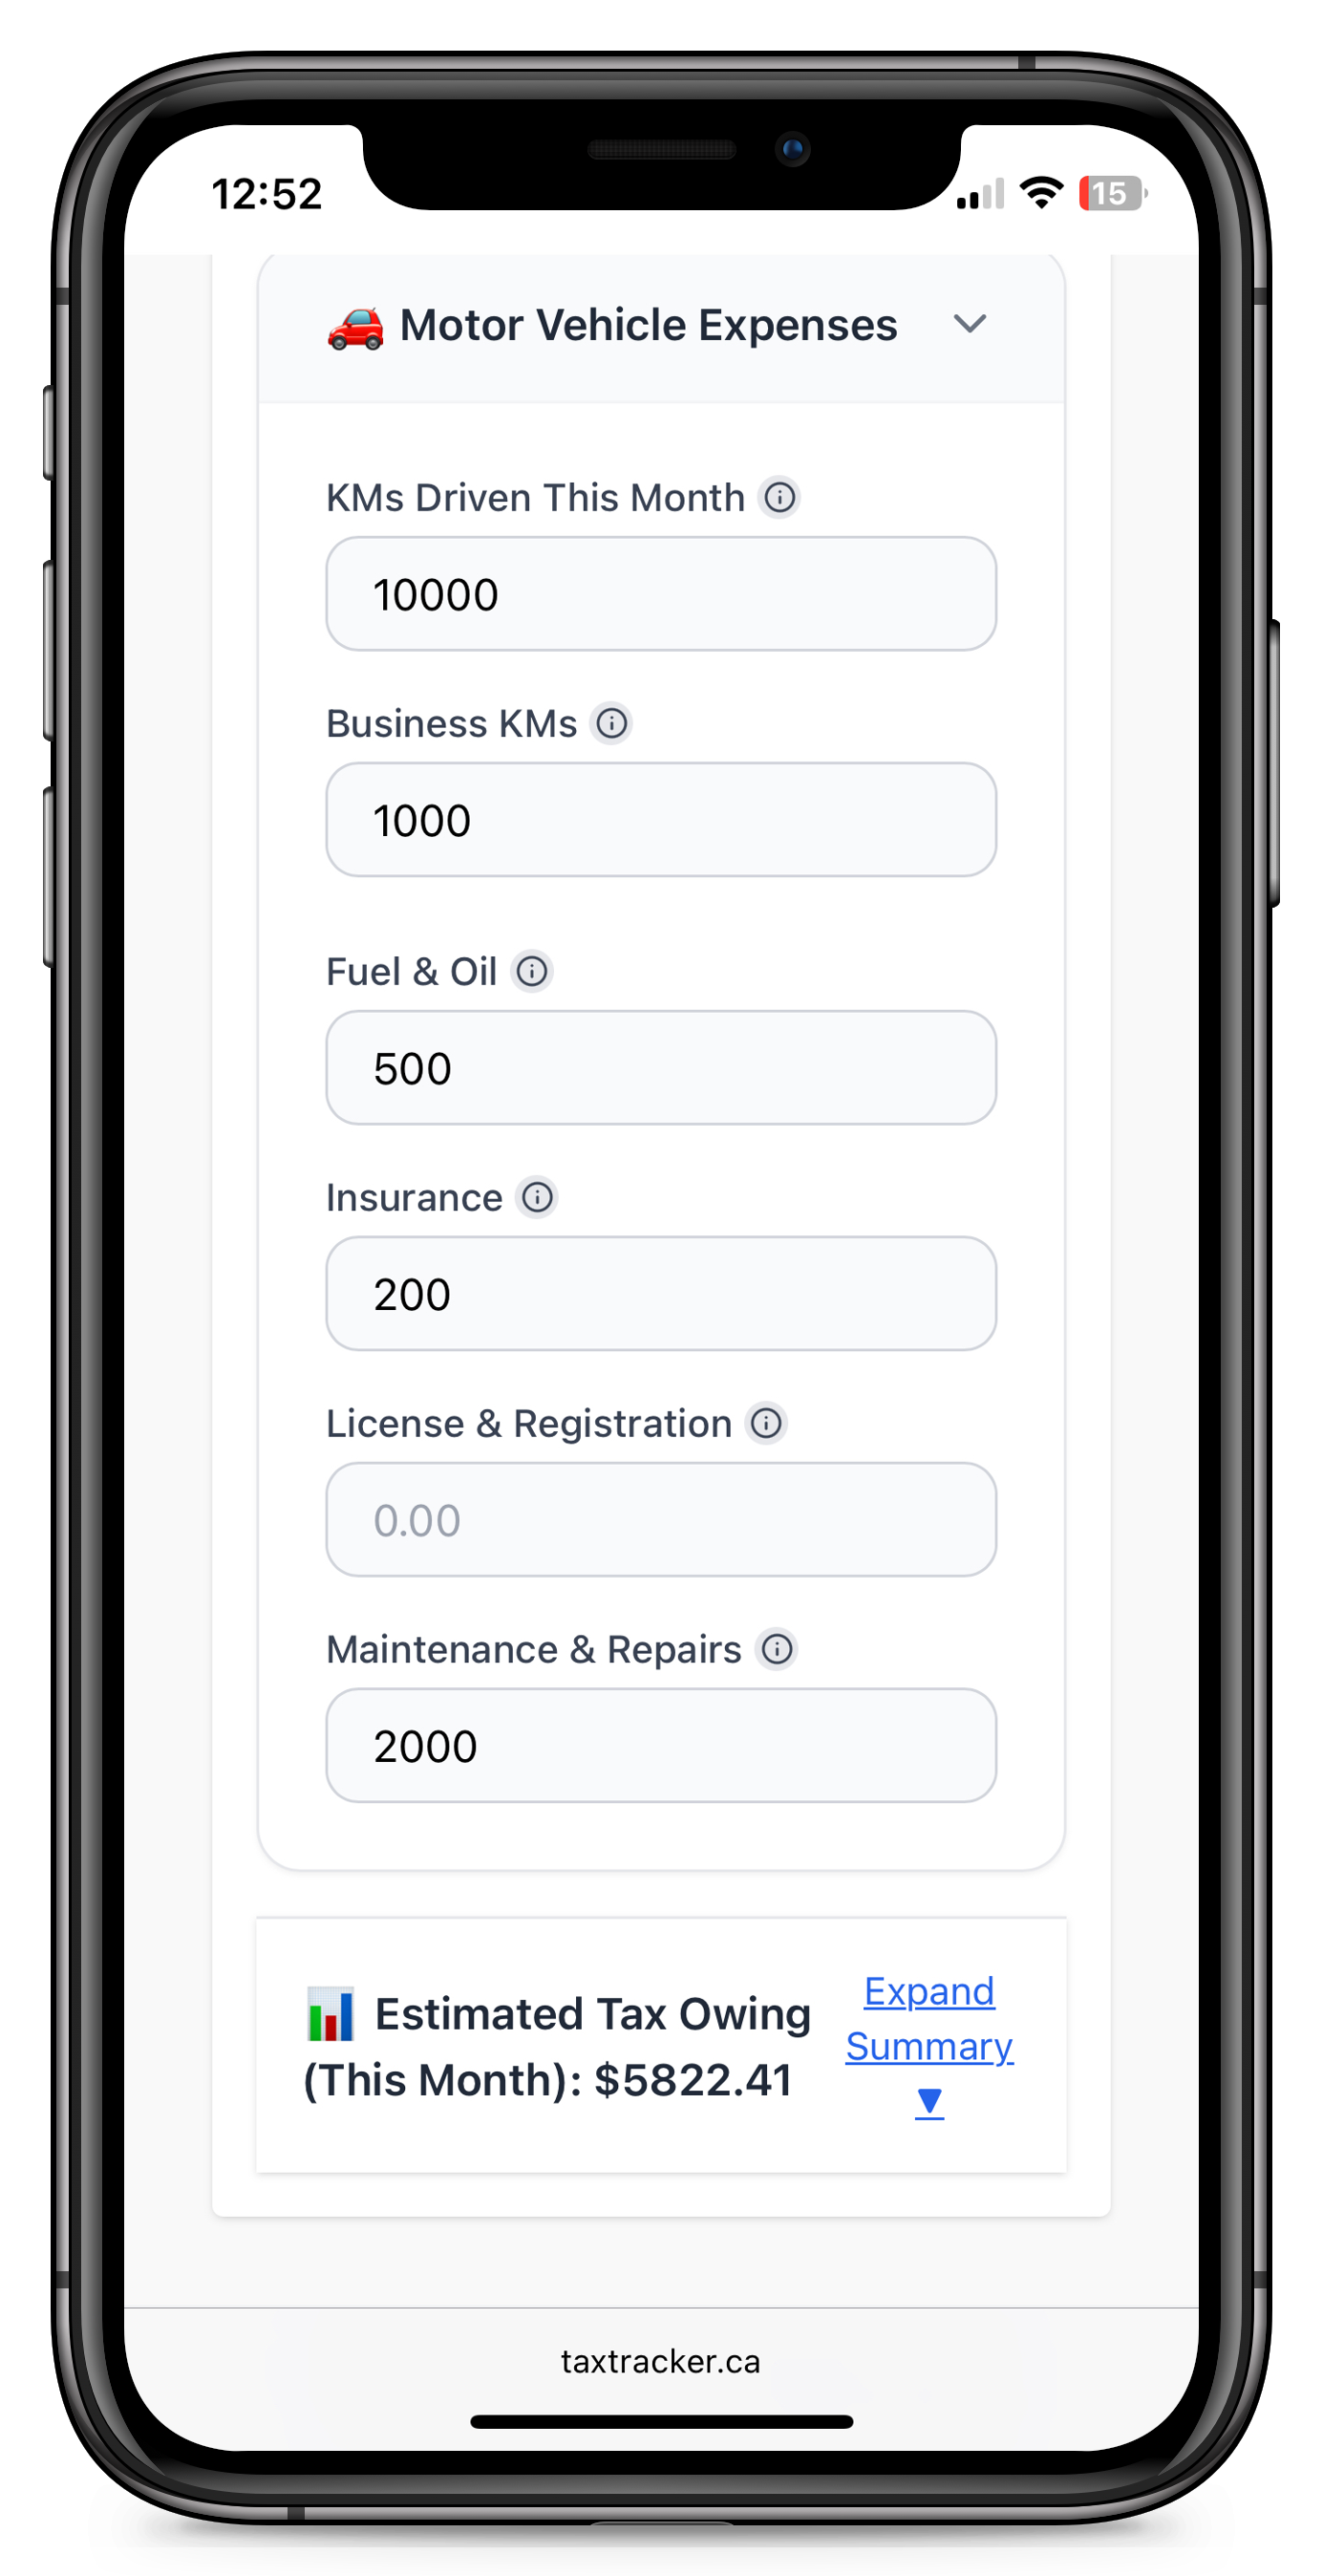 12:52
15
Motor Vehicle Expenses
KMs Driven This Month
10000
Business KMs
1000
Fuel & Oil
500
Insurance
200
License & Registration
0.00
Maintenance & Repairs
2000
Estimated Tax Owing
(This Month): $5822.41
Expand
Summary
taxtracker.ca